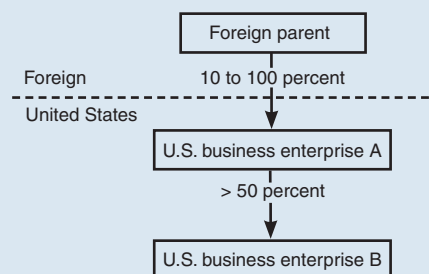 Foreign parent
Foreign
10 to 100 percent
United States
U.S. business enterprise A
> 50 percent
U.S. business enterprise B